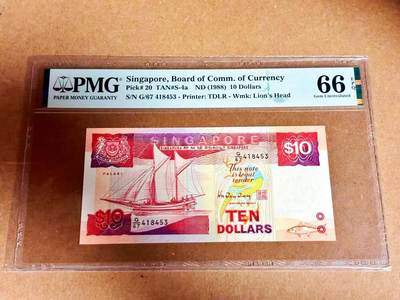 PMG
PAPER MONEY GUARANTY
Singapore, Board of Comm. of Currency
Pick# 20 TAN#S-4a ND (1988) 10 Dollars
S/N G/67 418453 - Printer: TDLR - Wmk: Lion's Head
66 EPQ
Gem Uncirculated
SINGAPORE
$10
PALARI
G/67 418453
This note
is legal
tender
$10
G/67 418453
TEN
DOLLARS